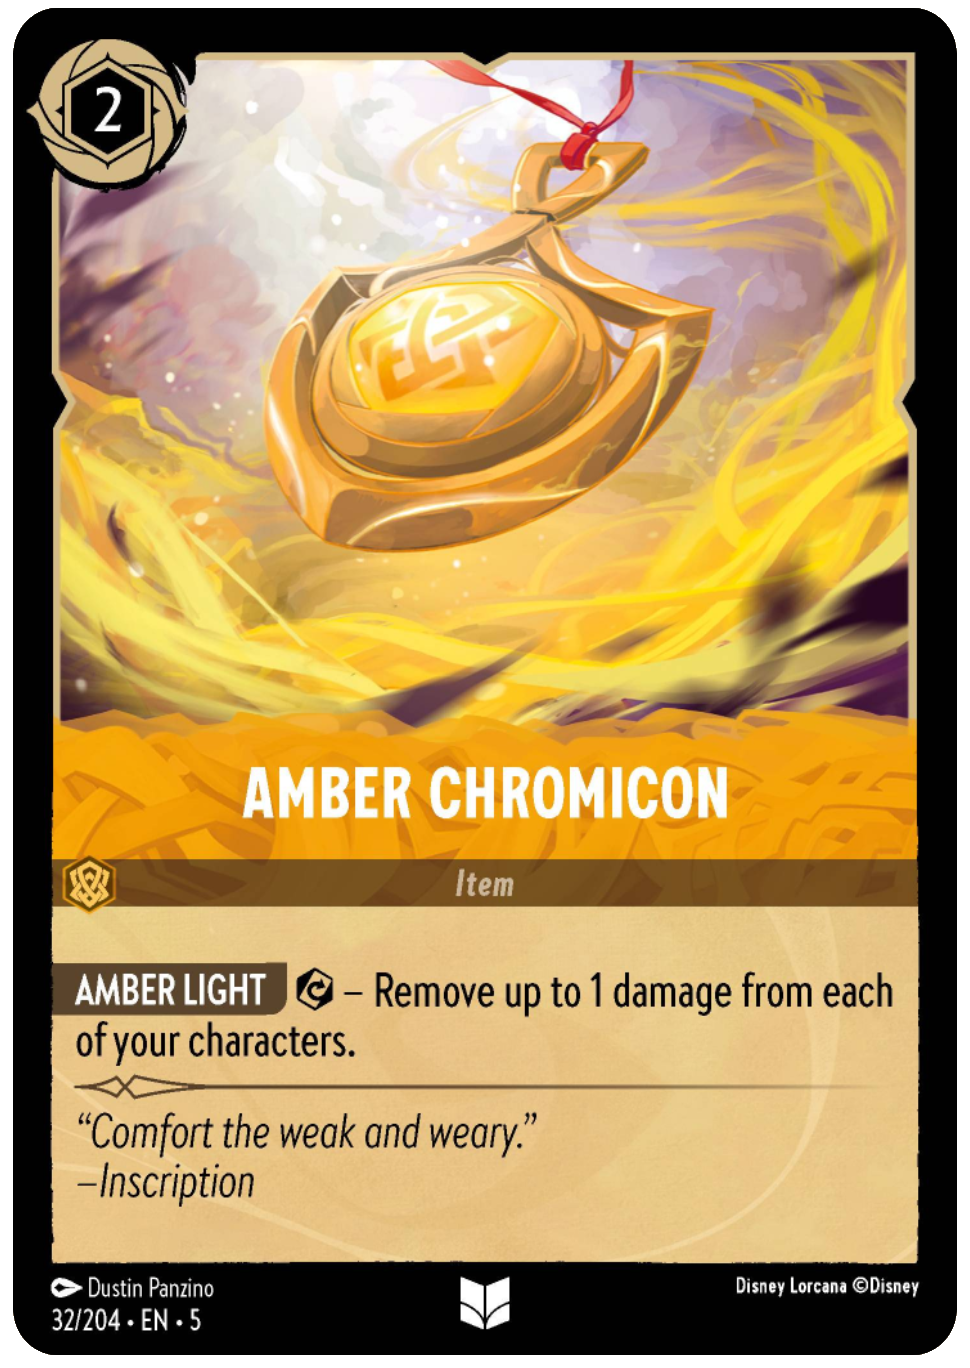 2
AMBER CHROMICON
Item
AMBER LIGHT – Remove up to 1 damage from each
of your characters.
“Comfort the weak and weary.”
–Inscription
Dustin Panzino
Disney Lorcana ©Disney
32/204 • EN • 5